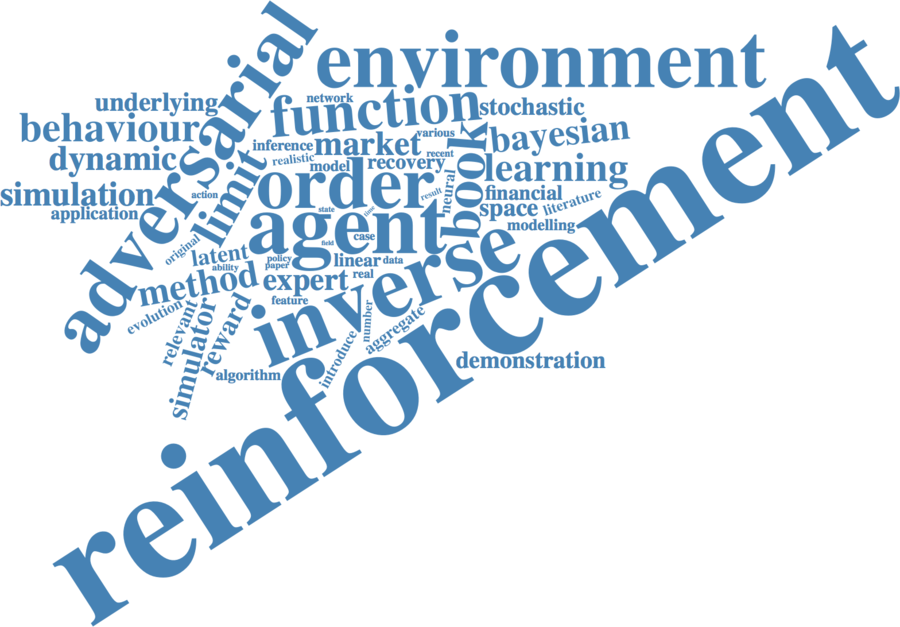 adversarial
environment
reinforcement
underlying
network
function
stochastic
behaviour
various
bayesian
inference
market
book
dynamic
realistic
model
recovery
recent
learning
simulation
action
limit
order
result
neural
financial
application
state
time
space
literature
original
agent
field
case
modelling
latent
ability
policy
paper
linear
data
inverse
method
expert
real
evolution
feature
relevant
simulator
reward
number
aggregate
introduce
algorithm
demonstration